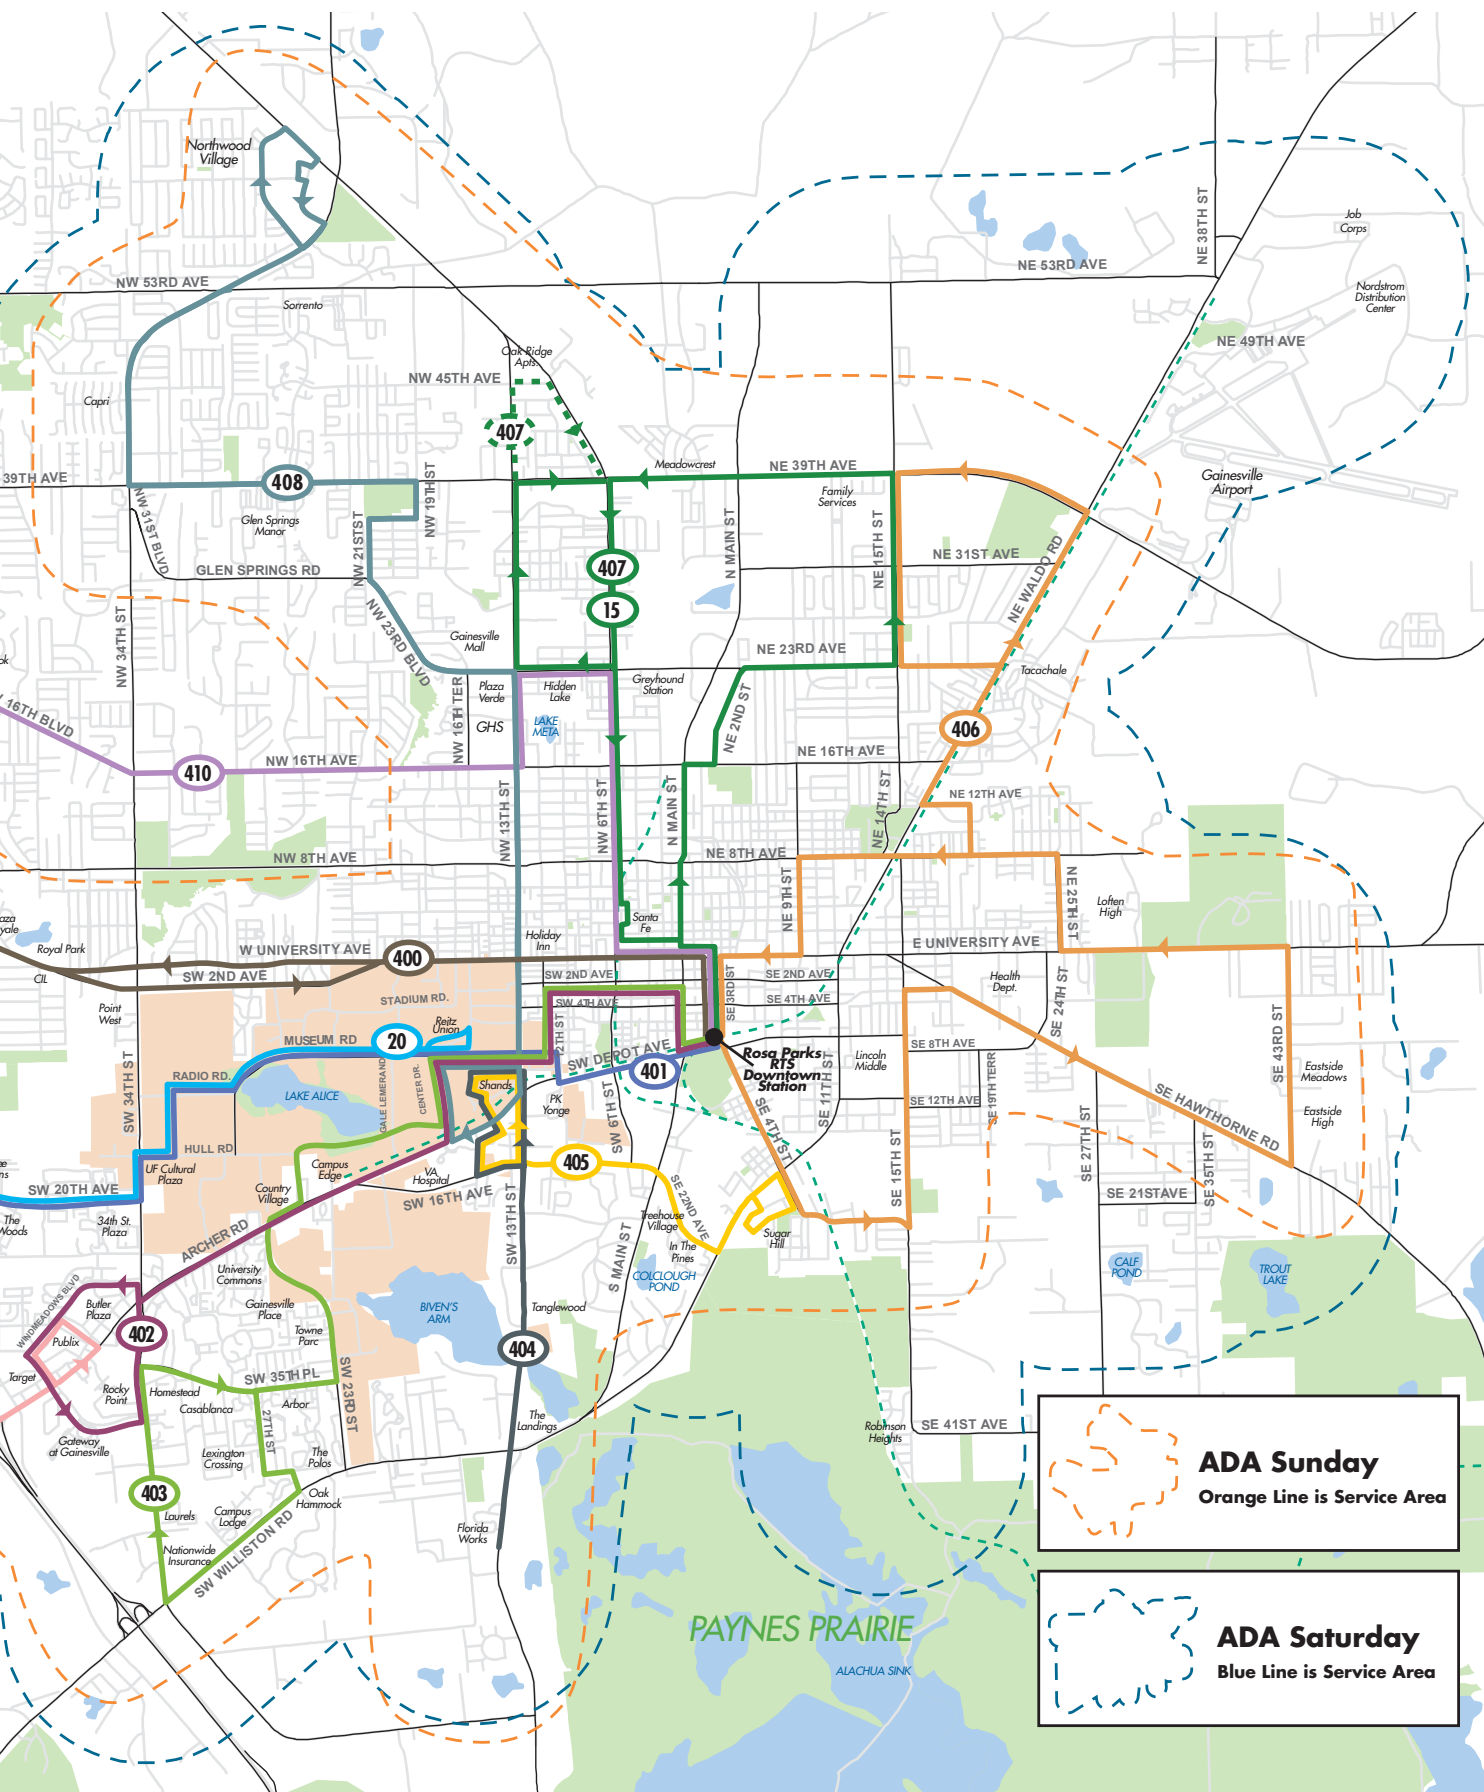 Northwood
Village
Job
Corps
NE 38TH ST
NE 53RD AVE
NW 53RD AVE
Nordstrom
Distribution
Center
Sorrento
NE 49TH AVE
Oak Ridge
Apts.
NW 45TH AVE
Capri
407
Meadowcrest
NE 39TH AVE
39TH AVE
408
NW 19TH ST
Gainesville
Airport
Family
Services
NW 31ST BLVD
Glen Springs
Manor
NW 21ST ST
N MAIN ST
NE 15TH ST
NE 31ST AVE
NE WALDO RD
GLEN SPRINGS RD
407
15
NW 34TH ST
NW 23RD BLVD
Gainesville
Mall
NE 23RD AVE
Tacachale
Plaza
Verde
Hidden
Lake
Greyhound
Station
NW 16TH TER
GHS
LAKE
META
NE 2ND ST
406
16TH BLVD
NW 16TH AVE
410
NE 16TH AVE
NW 13TH ST
NW 6TH ST
N MAIN ST
NE 14TH ST
NE 12TH AVE
NW 8TH AVE
NE 8TH AVE
NE 9TH ST
NE 25TH ST
Loften
High
Santa
Fe
Royal Park
W UNIVERSITY AVE
400
Holiday
Inn
E UNIVERSITY AVE
CIL
SW 2ND AVE
SW 2ND AVE
SE 3RD ST
SE 2ND AVE
Health
Dept.
SE 24TH ST
Point
West
STADIUM RD.
SW 4TH AVE
SE 4TH AVE
SE 43RD ST
MUSEUM RD
20
Reitz
Union
SW DEPOT AVE
SE 8TH AVE
Rosa Parks
RTS
Downtown
Station
Lincoln
Middle
SW 34TH ST
RADIO RD.
401
SE 11TH ST
SE 19TH TERR
Eastside
Meadows
LAKE ALICE
GALE LEMERAND
CENTER DR.
Shands
PK
Yonge
SW 6TH ST
SE 4TH ST
SE 12TH AVE
SE HAWTHORNE RD
Eastside
High
HULL RD
UF Cultural
Plaza
Campus
Edge
VA
Hospital
405
SE 15TH ST
SE 27TH ST
SE 35TH ST
SW 20TH AVE
Country
Village
SW 16TH AVE
SE 22ND AVE
SE 21ST AVE
The
Woods
34th St.
Plaza
ARCHER RD
SW 13TH ST
Treehouse
Village
Sugar
Hill
In The
Pines
S MAIN ST
COLCLOUGH
POND
CALF
POND
TROUT
LAKE
University
Commons
WINDMEADOWS BLVD
Butler
Plaza
Gainesville
Place
BIVEN'S
ARM
Tanglewood
402
Publix
Towne
Parc
404
Target
Rocky
Point
Homestead
SW 35TH PL
SW 23RD ST
Casablanca
Arbor
27TH ST
The
Landings
Robinson
Heights
SE 41ST AVE
Gateway
at Gainesville
Lexington
Crossing
The
Polos
403
Oak
Hammock
Laurels
Campus
Lodge
Florida
Works
Nationwide
Insurance
SW WILLISTON RD
ADA Sunday
Orange Line is Service Area
PAYNES PRAIRIE
ALACHUA SINK
ADA Saturday
Blue Line is Service Area